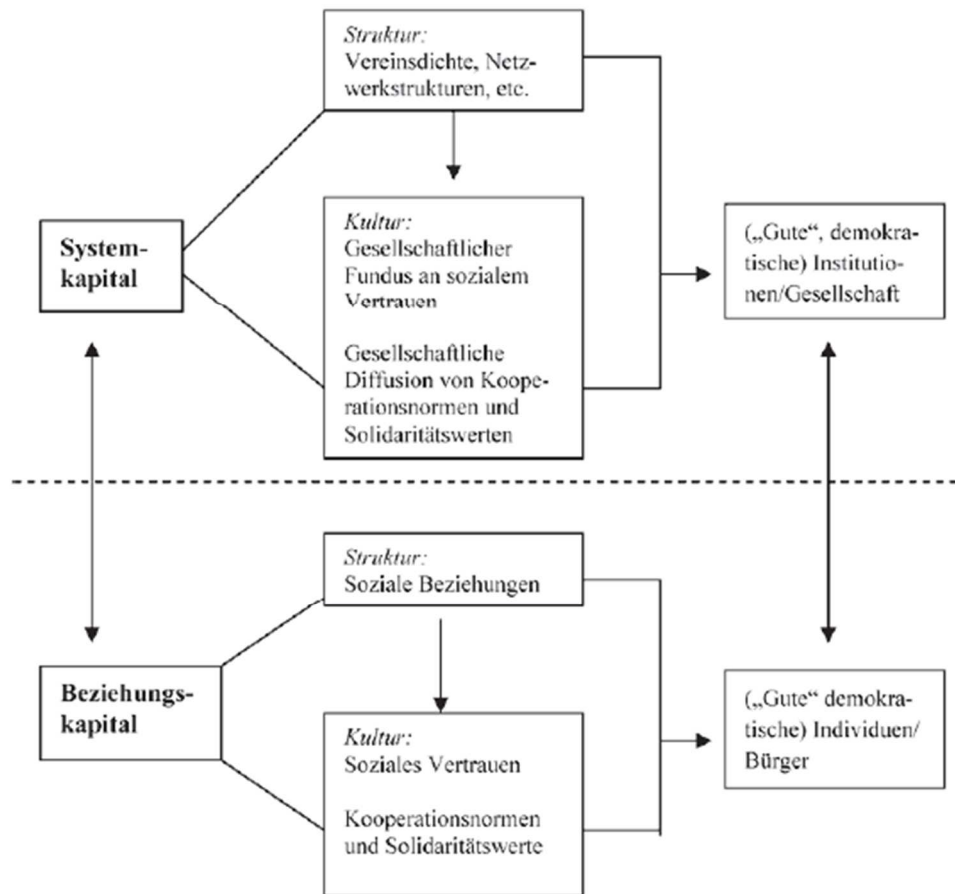 Struktur:
Vereinsdichte, Netz-
werkstrukturen, etc.
Kultur:
Gesellschaftlicher
Fundus an sozialem
Vertrauen
Gesellschaftliche
Diffusion von Koope-
rationsnormen und
Solidaritätswerten
System-
kapital
(„Gute“, demokra-
tische) Institutio-
nen/Gesellschaft
Struktur:
Soziale Beziehungen
Beziehungs-
kapital
Kultur:
Soziales Vertrauen
Kooperationsnormen
und Solidaritätswerte
(„Gute“ demokra-
tische) Individuen/
Bürger